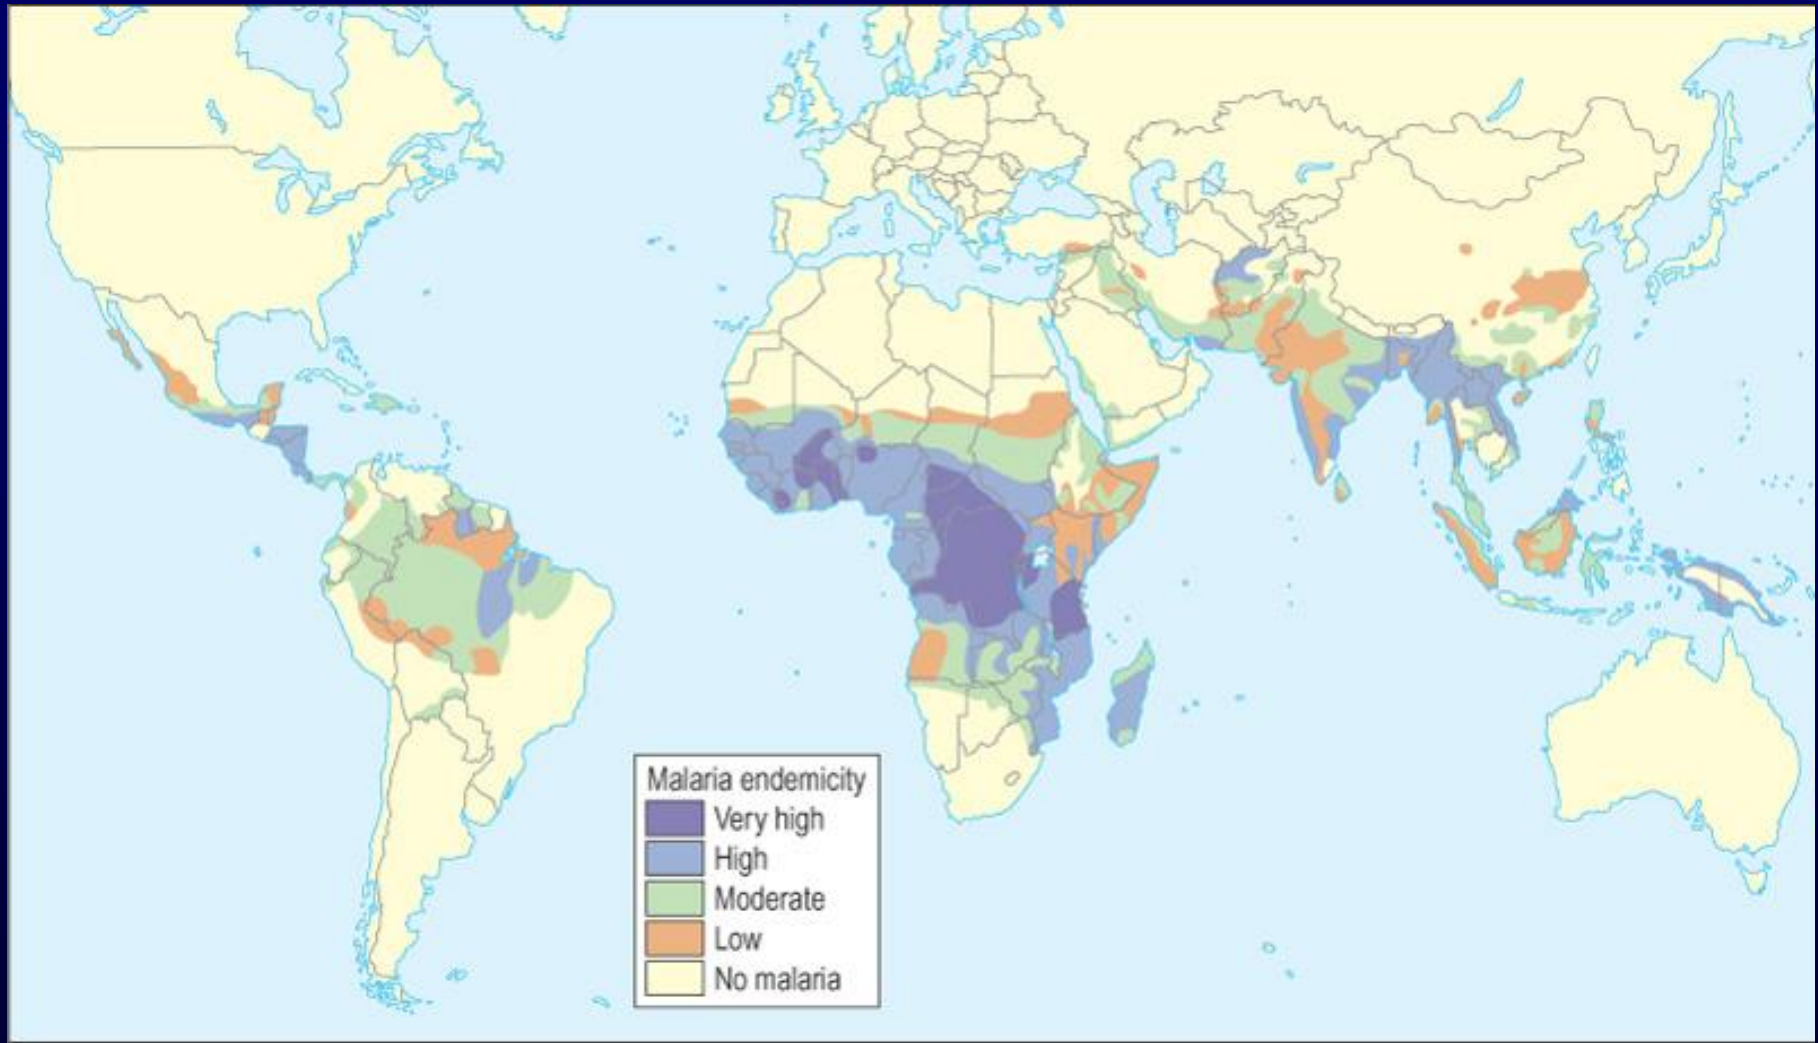 Malaria endemicity
Very high
High
Moderate
Low
No malaria